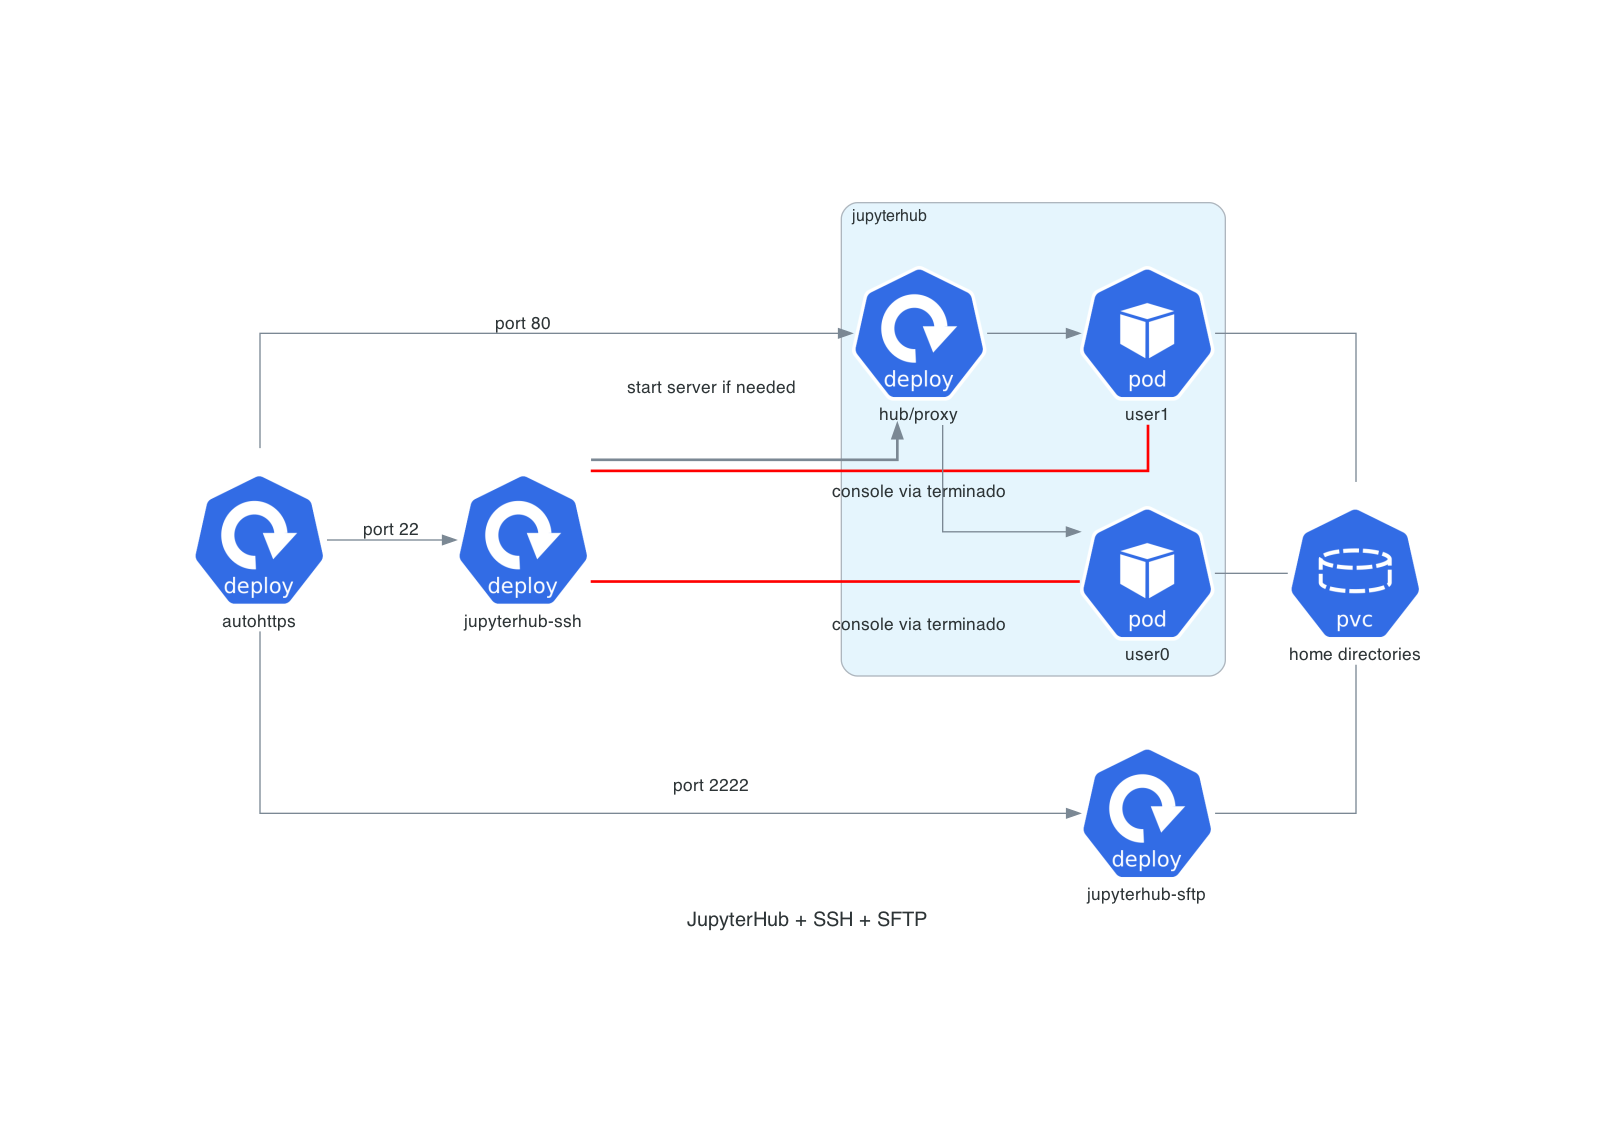 jupyterhub
port 80
start server if needed
deploy
hub/proxy
pod
user1
console via terminado
port 22
deploy
autohttps
deploy
jupyterhub-ssh
console via terminado
pod
user0
pvc
home directories
port 2222
deploy
jupyterhub-sftp
JupyterHub + SSH + SFTP